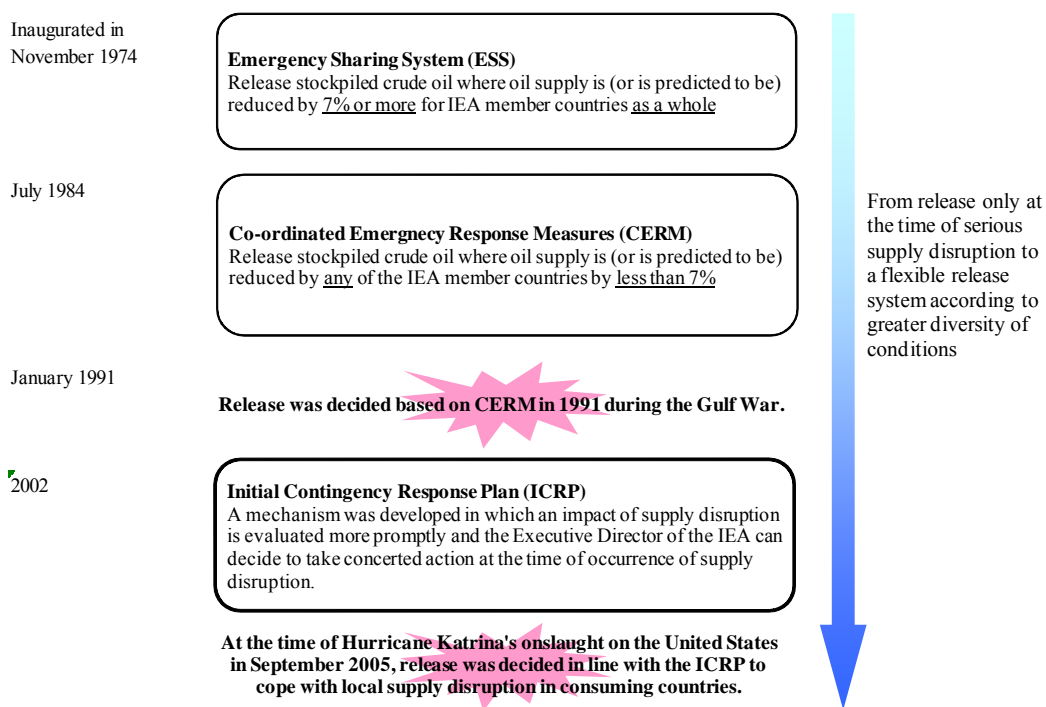 Inaugurated in
November 1974
Emergency Sharing System (ESS)
Release stockpiled crude oil where oil supply is (or is predicted to be)
reduced by 7% or more for IEA member countries as a whole
July 1984
Co-ordinated Emergnecy Response Measures (CERM)
Release stockpiled crude oil where oil supply is (or is predicted to be)
reduced by any of the IEA member countries by less than 7%
From release only at
the time of serious
supply disruption to
a flexible release
system according to
greater diversity of
conditions
January 1991
Release was decided based on CERM in 1991 during the Gulf War.
2002
Initial Contingency Response Plan (ICRP)
A mechanism was developed in which an impact of supply disruption
is evaluated more promptly and the Executive Director of the IEA can
decide to take concerted action at the time of occurrence of supply
disruption.
At the time of Hurricane Katrina's onslaught on the United States
in September 2005, release was decided in line with the ICRP to
cope with local supply disruption in consuming countries.